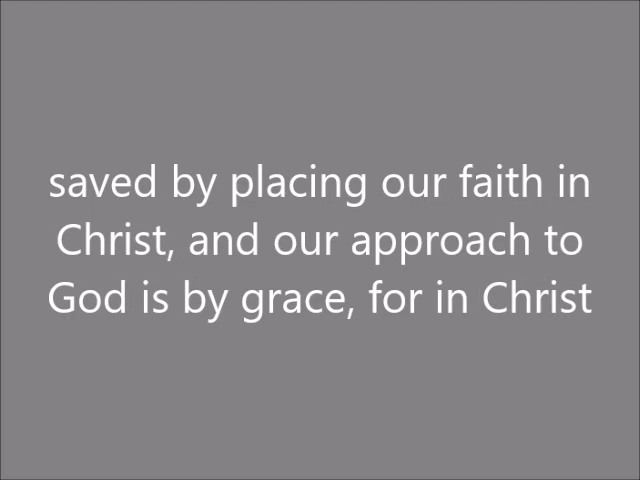 saved by placing our faith in
Christ, and our approach to
God is by grace, for in Christ